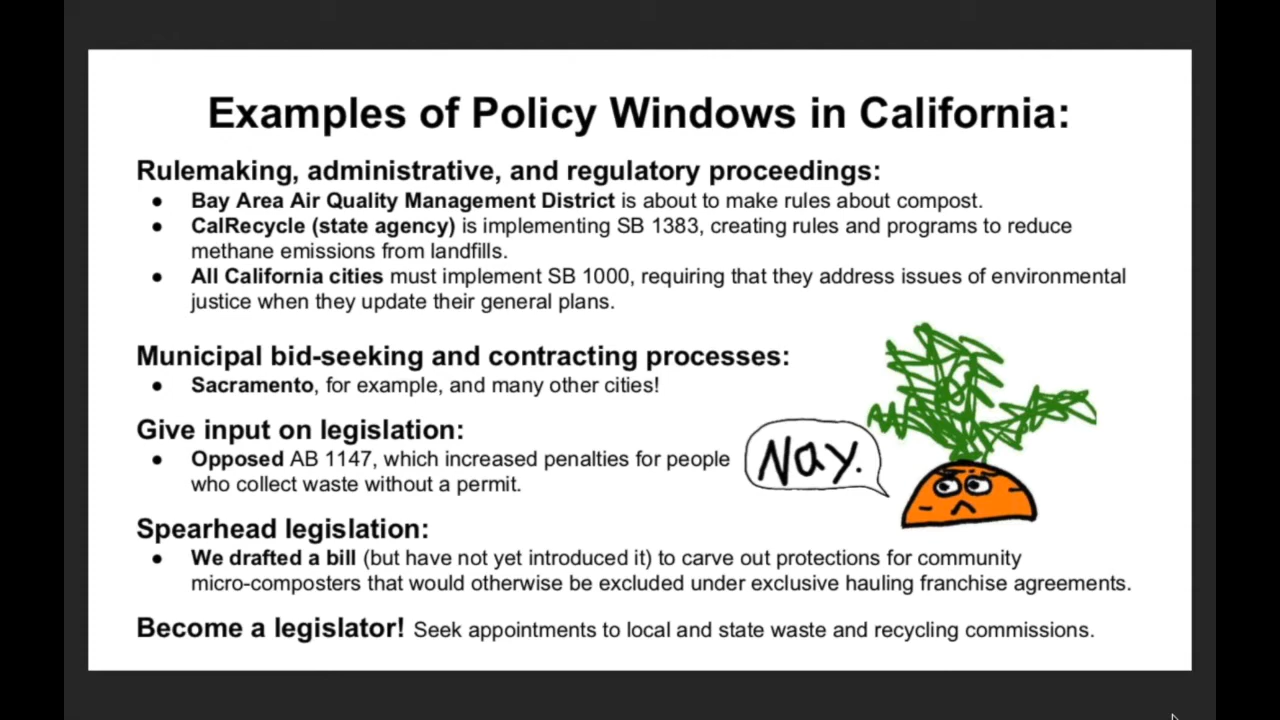 Examples of Policy Windows in California:
Rulemaking, administrative, and regulatory proceedings:
● Bay Area Air Quality Management District is about to make rules about compost.
● CalRecycle (state agency) is implementing SB 1383, creating rules and programs to reduce
methane emissions from landfills.
● All California cities must implement SB 1000, requiring that they address issues of environmental
justice when they update their general plans.
Municipal bid-seeking and contracting processes:
● Sacramento, for example, and many other cities!
Give input on legislation:
● Opposed AB 1147, which increased penalties for people
who collect waste without a permit.
Nay.
Spearhead legislation:
● We drafted a bill (but have not yet introduced it) to carve out protections for community
micro-composters that would otherwise be excluded under exclusive hauling franchise agreements.
Become a legislator! Seek appointments to local and state waste and recycling commissions.